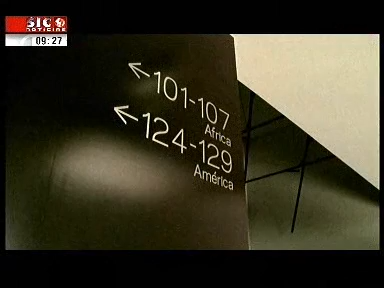 SIC
NOTÍCIAS
09:27
101-107
Africa
124-129
América